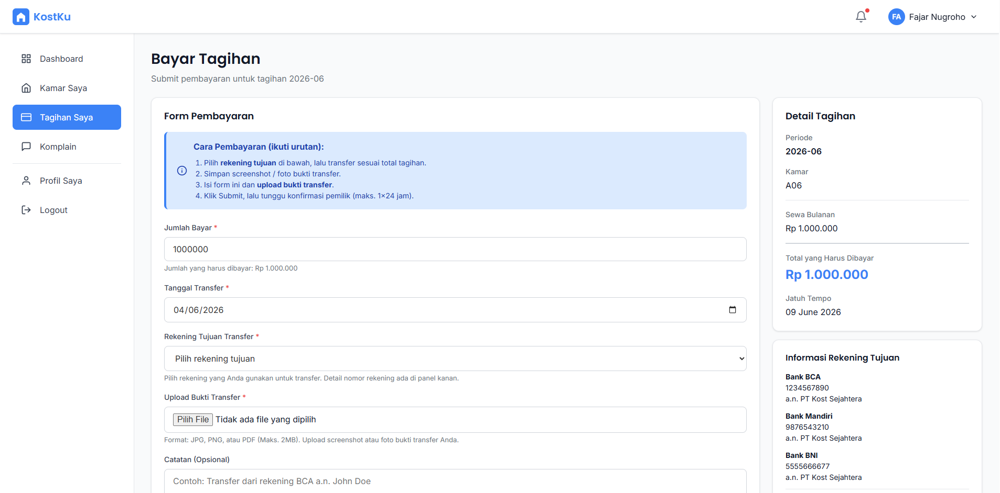 KostKu
FA Fajar Nugroho
Dashboard
Kamar Saya
Tagihan Saya
Komplain
Profil Saya
Logout
Bayar Tagihan
Submit pembayaran untuk tagihan 2026-06
Form Pembayaran
Cara Pembayaran (ikuti urutan):
1. Pilih rekening tujuan di bawah, lalu transfer sesuai total tagihan.
2. Simpan screenshot / foto bukti transfer.
3. Isi form ini dan upload bukti transfer.
4. Klik Submit, lalu tunggu konfirmasi pemilik (maks. 1×24 jam).
Jumlah Bayar *
1000000
Jumlah yang harus dibayar: Rp 1.000.000
Tanggal Transfer *
04/06/2026
Rekening Tujuan Transfer *
Pilih rekening tujuan
Pilih rekening yang Anda gunakan untuk transfer. Detail nomor rekening ada di panel kanan.
Upload Bukti Transfer *
Pilih File Tidak ada file yang dipilih
Format: JPG, PNG, atau PDF (Maks. 2MB). Upload screenshot atau foto bukti transfer Anda.
Catatan (Opsional)
Contoh: Transfer dari rekening BCA a.n. John Doe
Detail Tagihan
Periode
2026-06
Kamar
A06
Sewa Bulanan
Rp 1.000.000
Total yang Harus Dibayar
Rp 1.000.000
Jatuh Tempo
09 June 2026
Informasi Rekening Tujuan
Bank BCA
1234567890
a.n. PT Kost Sejahtera
Bank Mandiri
9876543210
a.n. PT Kost Sejahtera
Bank BNI
5555666677
a.n. PT Kost Sejahtera